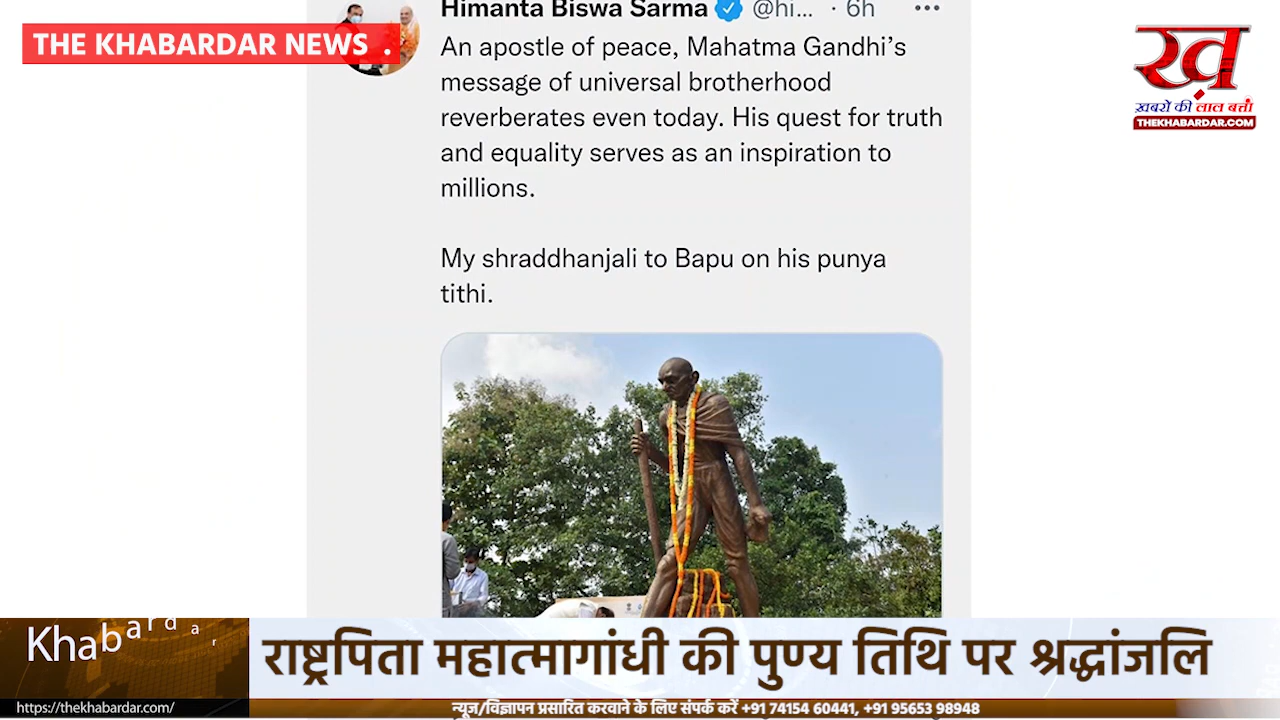 THE KHABARDAR NEWS .
Himanta Biswa Sarma @hi... · 6h
An apostle of peace, Mahatma Gandhi's
message of universal brotherhood
reverberates even today. His quest for truth
and equality serves as an inspiration to
millions.
My shraddhanjali to Bapu on his punya
tithi.
ख़
ख़बरों की लाल बत्ती
THEKHABARDAR.COM
Khabardar
राष्ट्रपिता महात्मागांधी की पुण्य तिथि पर श्रद्धांजलि
https://thekhabardar.com/
न्यूज/विज्ञापन प्रसारित करवाने के लिए संपर्क करें +91 74154 60441, +91 95653 98948